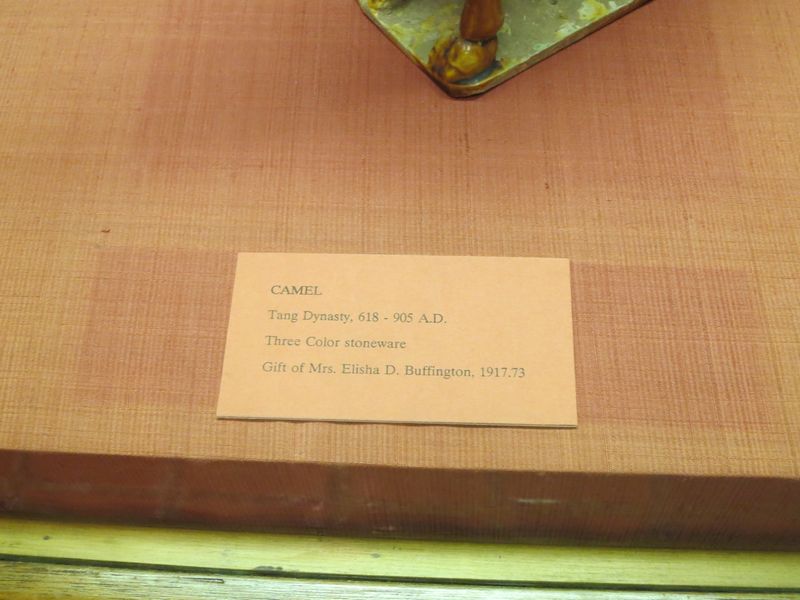 CAMEL
Tang Dynasty, 618 - 905 A.D.
Three Color stoneware
Gift of Mrs. Elisha D. Buffington, 1917.73